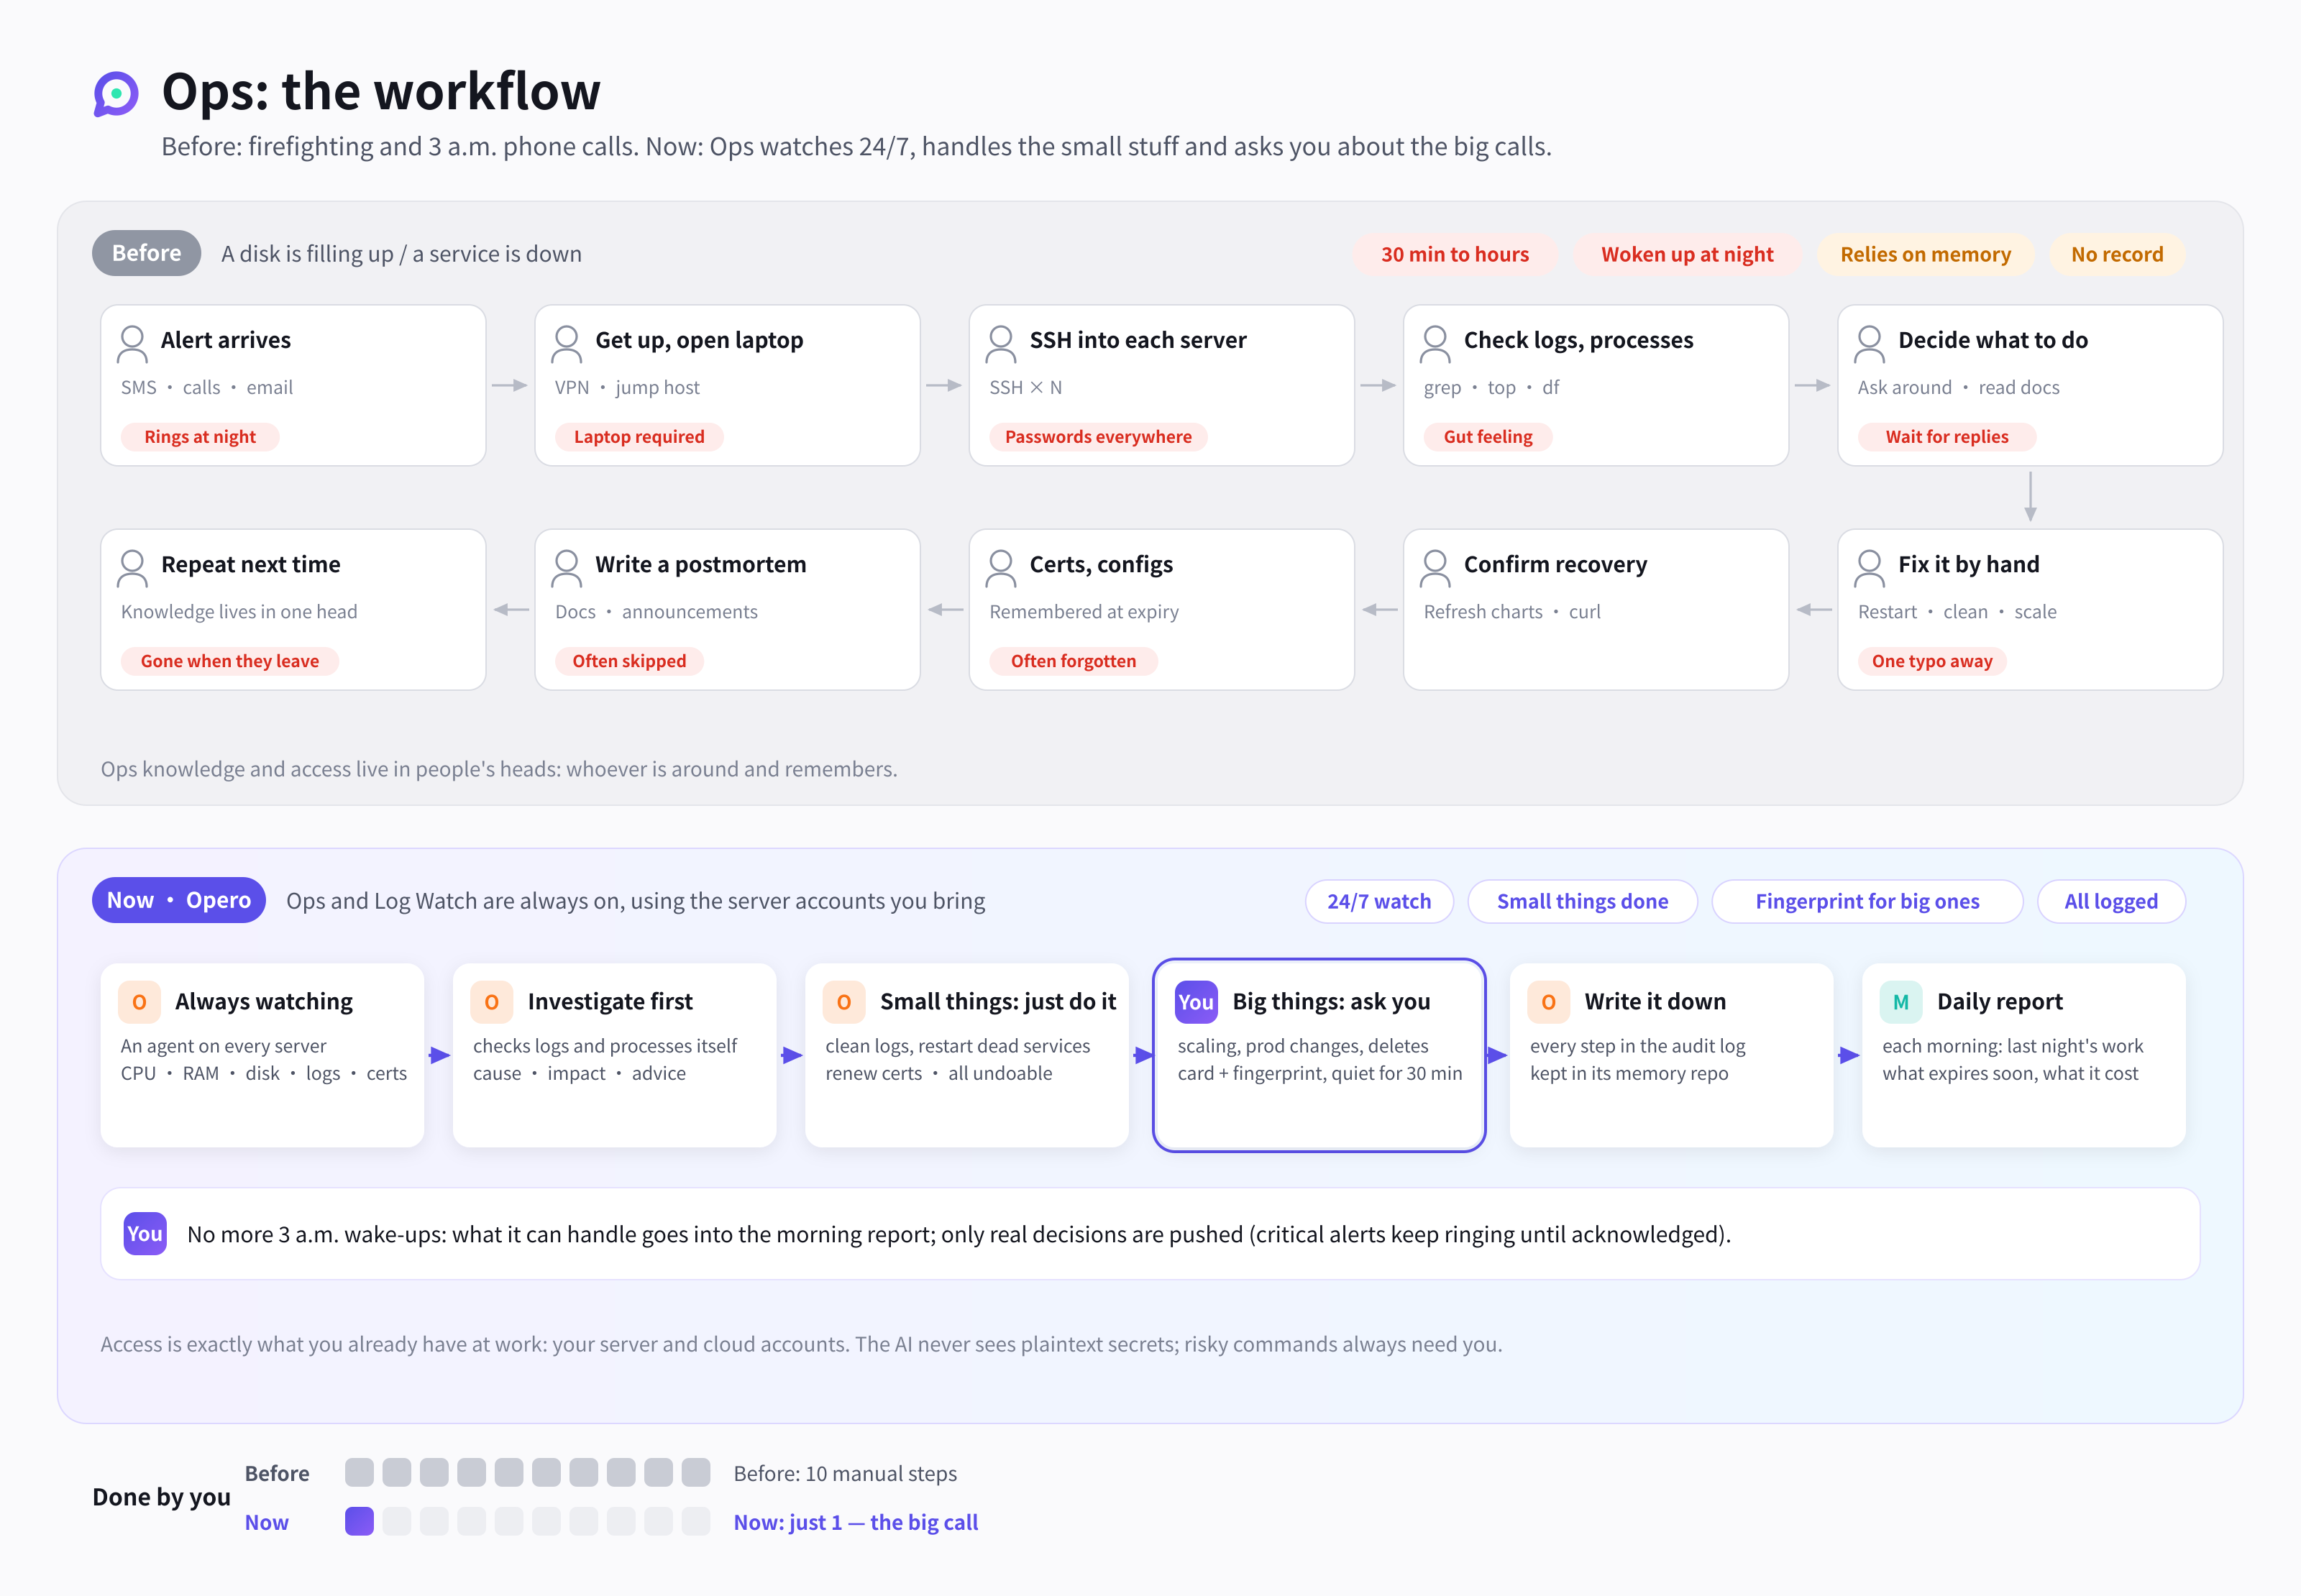 Ops: the workflow
Before: firefighting and 3 a.m. phone calls. Now: Ops watches 24/7, handles the small stuff and asks you about the big calls.
Before
A disk is filling up / a service is down
30 min to hours
Woken up at night
Relies on memory
No record
Alert arrives
SMS • calls • email
Rings at night
Get up, open laptop
VPN • jump host
Laptop required
SSH into each server
SSH × N
Passwords everywhere
Check logs, processes
grep • top • df
Gut feeling
Decide what to do
Ask around • read docs
Wait for replies
Repeat next time
Knowledge lives in one head
Gone when they leave
Write a postmortem
Docs • announcements
Often skipped
Certs, configs
Remembered at expiry
Often forgotten
Confirm recovery
Refresh charts • curl
Fix it by hand
Restart • clean • scale
One typo away
Ops knowledge and access live in people's heads: whoever is around and remembers.
Now • Opero
Ops and Log Watch are always on, using the server accounts you bring
24/7 watch
Small things done
Fingerprint for big ones
All logged
O
Always watching
An agent on every server
CPU • RAM • disk • logs • certs
O
Investigate first
checks logs and processes itself
cause • impact • advice
O
Small things: just do it
clean logs, restart dead services
renew certs • all undoable
You
Big things: ask you
scaling, prod changes, deletes
card + fingerprint, quiet for 30 min
O
Write it down
every step in the audit log
kept in its memory repo
M
Daily report
each morning: last night's work
what expires soon, what it cost
You
No more 3 a.m. wake-ups: what it can handle goes into the morning report; only real decisions are pushed (critical alerts keep ringing until acknowledged).
Access is exactly what you already have at work: your server and cloud accounts. The AI never sees plaintext secrets; risky commands always need you.
Done by you
Before
Before: 10 manual steps
Now
Now: just 1 — the big call